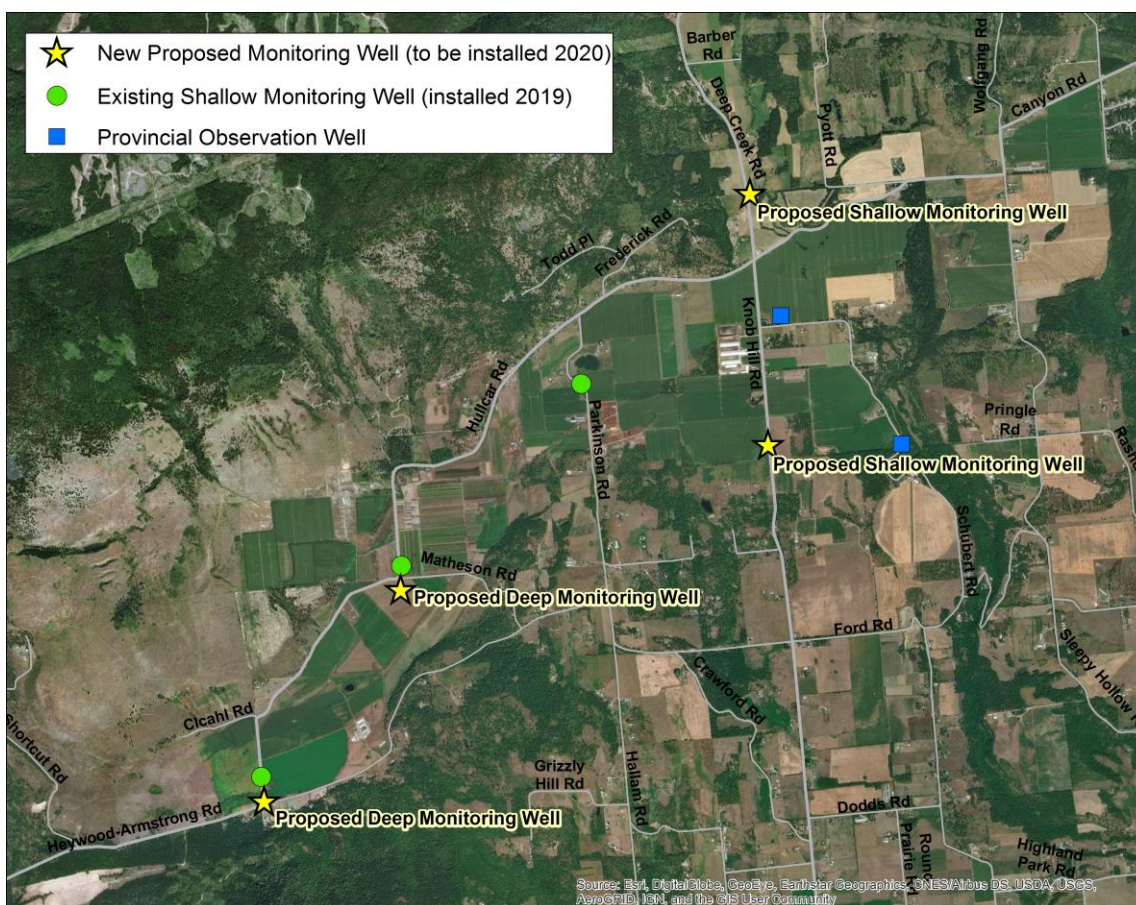 New Proposed Monitoring Well (to be installed 2020)
Existing Shallow Monitoring Well (installed 2019)
Provincial Observation Well
Barber
Rd
Deep Creek Rd
Pyott Rd
Wolfgang Rd
Canyon Rd
Proposed Shallow Monitoring Well
Todd Pl
Frederick Rd
Knob Hill Rd
Hullcar Rd
Parkinson Rd
Pringle
Rd
Proposed Shallow Monitoring Well
Schubert Rd
Matheson Rd
Proposed Deep Monitoring Well
Ford Rd
Sleepy Hollow
Crawford Rd
Clcahl Rd
Shortcut Rd
Grizzly
Hill Rd
Hallam Rd
Heywood-Armstrong Rd
Proposed Deep Monitoring Well
Dodds Rd
Prairie
Highland
Park Rd
Source: Esri, DigitalGlobe, GeoEye, Earthstar Geographics, CNES/Airbus DS, USDA, USGS,
AeroGRID, IGN, and the GIS User Community